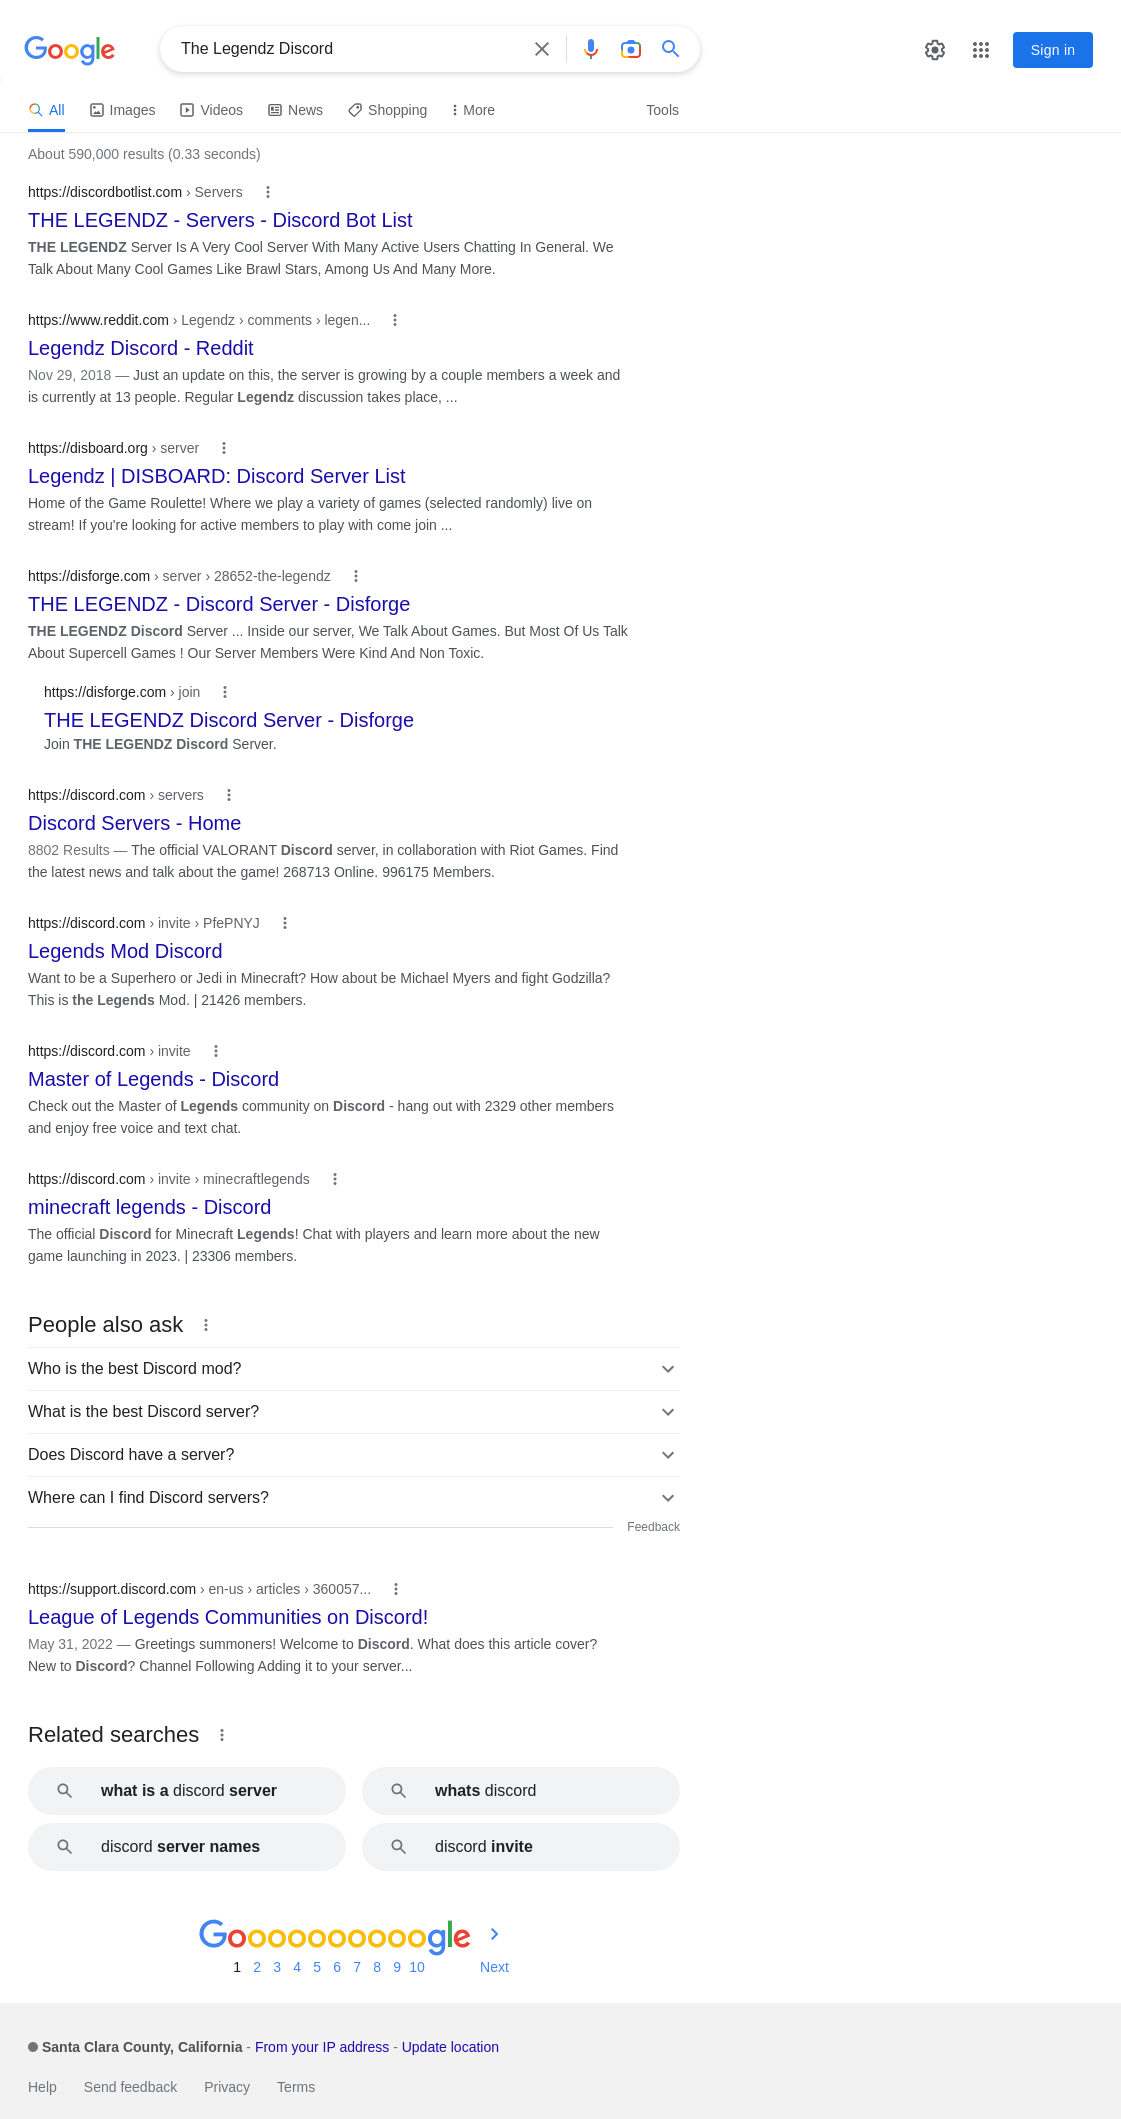 Google
The Legendz Discord
Sign in
All Images Videos News Shopping More Tools
About 590,000 results (0.33 seconds)
https://discordbotlist.com › Servers
THE LEGENDZ - Servers - Discord Bot List
THE LEGENDZ Server Is A Very Cool Server With Many Active Users Chatting In General. We
Talk About Many Cool Games Like Brawl Stars, Among Us And Many More.
https://www.reddit.com › Legendz › comments › legen...
Legendz Discord - Reddit
Nov 29, 2018 — Just an update on this, the server is growing by a couple members a week and
is currently at 13 people. Regular Legendz discussion takes place, ...
https://disboard.org › server
Legendz | DISBOARD: Discord Server List
Home of the Game Roulette! Where we play a variety of games (selected randomly) live on
stream! If you're looking for active members to play with come join ...
https://disforge.com › server › 28652-the-legendz
THE LEGENDZ - Discord Server - Disforge
THE LEGENDZ Discord Server ... Inside our server, We Talk About Games. But Most Of Us Talk
About Supercell Games ! Our Server Members Were Kind And Non Toxic.
https://disforge.com › join
THE LEGENDZ Discord Server - Disforge
Join THE LEGENDZ Discord Server.
https://discord.com › servers
Discord Servers - Home
8802 Results — The official VALORANT Discord server, in collaboration with Riot Games. Find
the latest news and talk about the game! 268713 Online. 996175 Members.
https://discord.com › invite › PfePNYJ
Legends Mod Discord
Want to be a Superhero or Jedi in Minecraft? How about be Michael Myers and fight Godzilla?
This is the Legends Mod. | 21426 members.
https://discord.com › invite
Master of Legends - Discord
Check out the Master of Legends community on Discord - hang out with 2329 other members
and enjoy free voice and text chat.
https://discord.com › invite › minecraftlegends
minecraft legends - Discord
The official Discord for Minecraft Legends! Chat with players and learn more about the new
game launching in 2023. | 23306 members.
People also ask
Who is the best Discord mod?
What is the best Discord server?
Does Discord have a server?
Where can I find Discord servers?
Feedback
https://support.discord.com › en-us › articles › 360057...
League of Legends Communities on Discord!
May 31, 2022 — Greetings summoners! Welcome to Discord. What does this article cover?
New to Discord? Channel Following Adding it to your server...
Related searches
what is a discord server
whats discord
discord server names
discord invite
Goooooooooogle
1 2 3 4 5 6 7 8 9 10 Next
Santa Clara County, California - From your IP address - Update location
Help Send feedback Privacy Terms